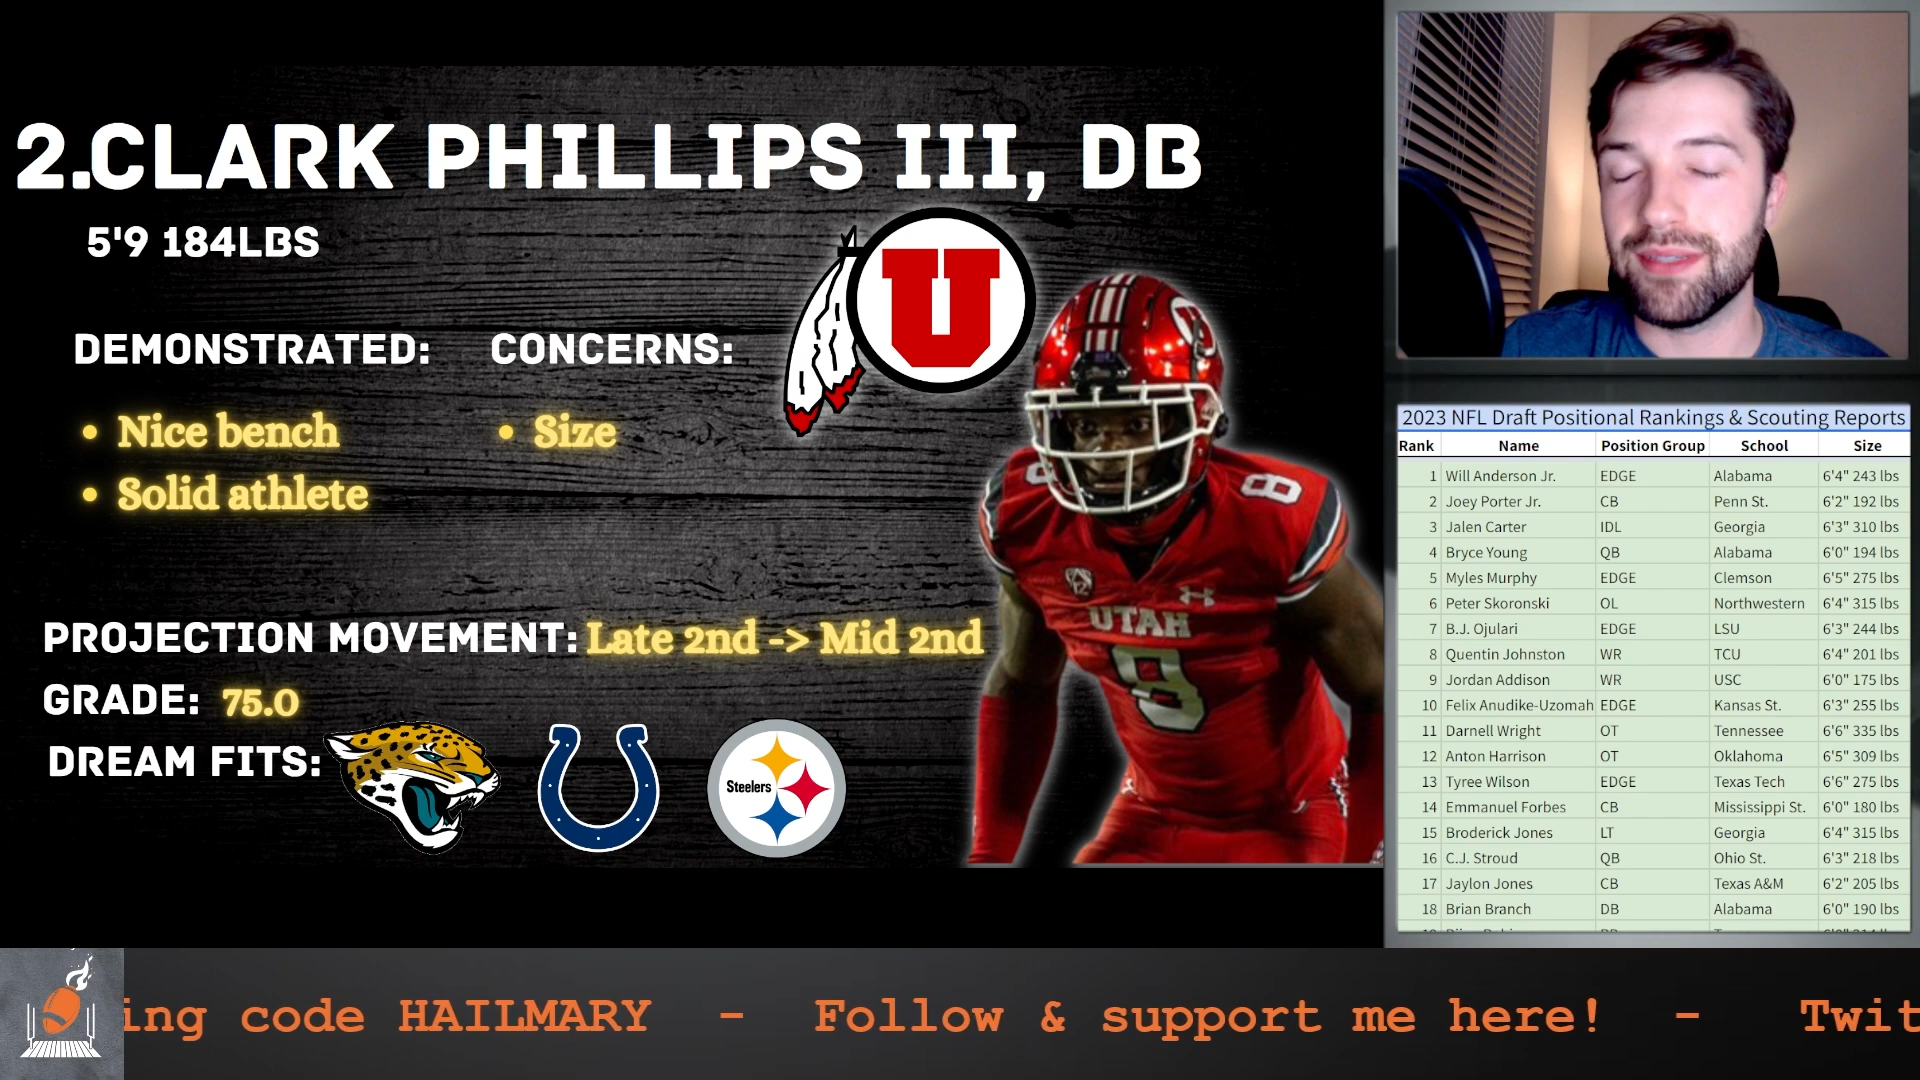 2.CLARK PHILLIPS III, DB
5'9 184LBS
DEMONSTRATED:
• Nice bench
• Solid athlete
CONCERNS:
• Size
U
8
8
12
UTAH
8
PROJECTION MOVEMENT: Late 2nd -> Mid 2nd
GRADE: 75.0
DREAM FITS:
Steelers
2023 NFL Draft Positional Rankings & Scouting Reports
Rank Name Position Group School Size
1 Will Anderson Jr. EDGE Alabama 6'4" 243 lbs
2 Joey Porter Jr. CB Penn St. 6'2" 192 lbs
3 Jalen Carter IDL Georgia 6'3" 310 lbs
4 Bryce Young QB Alabama 6'0" 194 lbs
5 Myles Murphy EDGE Clemson 6'5" 275 lbs
6 Peter Skoronski OL Northwestern 6'4" 315 lbs
7 B.J. Ojulari EDGE LSU 6'3" 244 lbs
8 Quentin Johnston WR TCU 6'4" 201 lbs
9 Jordan Addison WR USC 6'0" 175 lbs
10 Felix Anudike-Uzomah EDGE Kansas St. 6'3" 255 lbs
11 Darnell Wright OT Tennessee 6'6" 335 lbs
12 Anton Harrison OT Oklahoma 6'5" 309 lbs
13 Tyree Wilson EDGE Texas Tech 6'6" 275 lbs
14 Emmanuel Forbes CB Mississippi St. 6'0" 180 lbs
15 Broderick Jones LT Georgia 6'4" 315 lbs
16 C.J. Stroud QB Ohio St. 6'3" 218 lbs
17 Jaylon Jones CB Texas A&M 6'2" 205 lbs
18 Brian Branch DB Alabama 6'0" 190 lbs
ing code HAILMARY - Follow & support me here! - Twit